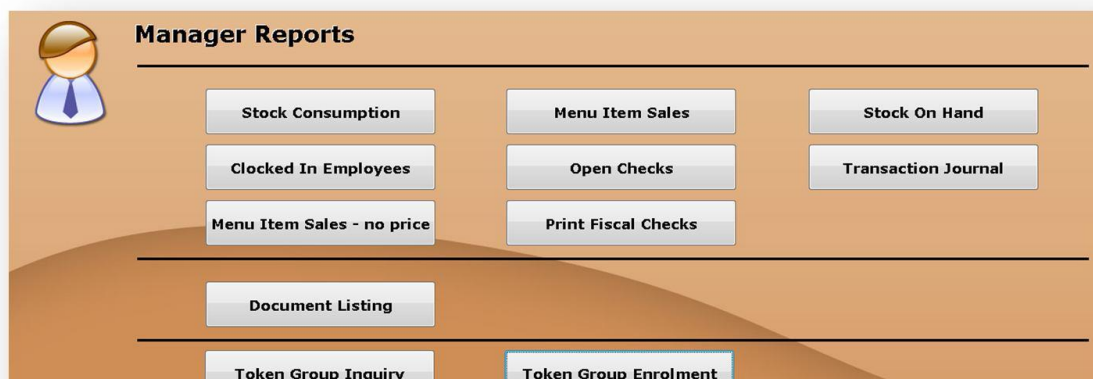 Manager Reports
Stock Consumption
Menu Item Sales
Stock On Hand
Clocked In Employees
Open Checks
Transaction Journal
Menu Item Sales - no price
Print Fiscal Checks
Document Listing
Token Group Inquiry
Token Group Enrolment